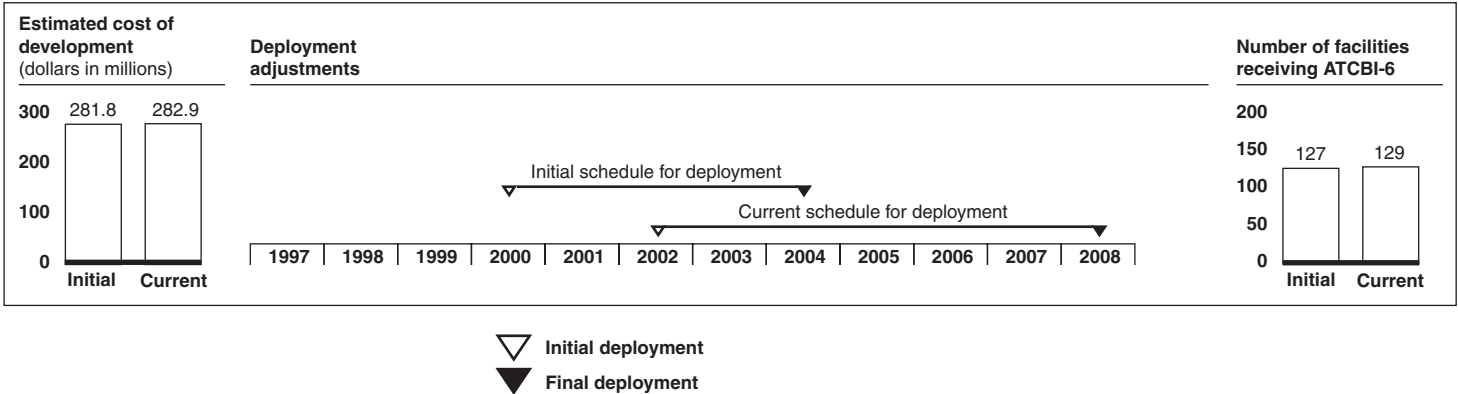 Estimated cost of
development
(dollars in millions)
300
200
100
0
281.8
282.9
Initial
Current
Deployment
adjustments
Initial schedule for deployment
Current schedule for deployment
1997 1998 1999 2000 2001 2002 2003 2004 2005 2006 2007 2008
Number of facilities
receiving ATCBI-6
200
150
100
50
0
127
129
Initial
Current
Initial deployment
Final deployment